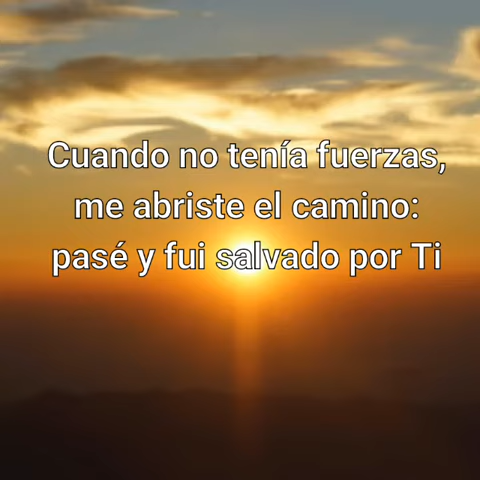 Cuando no tenía fuerzas,
me abriste el camino:
pasé y fui salvado por Ti